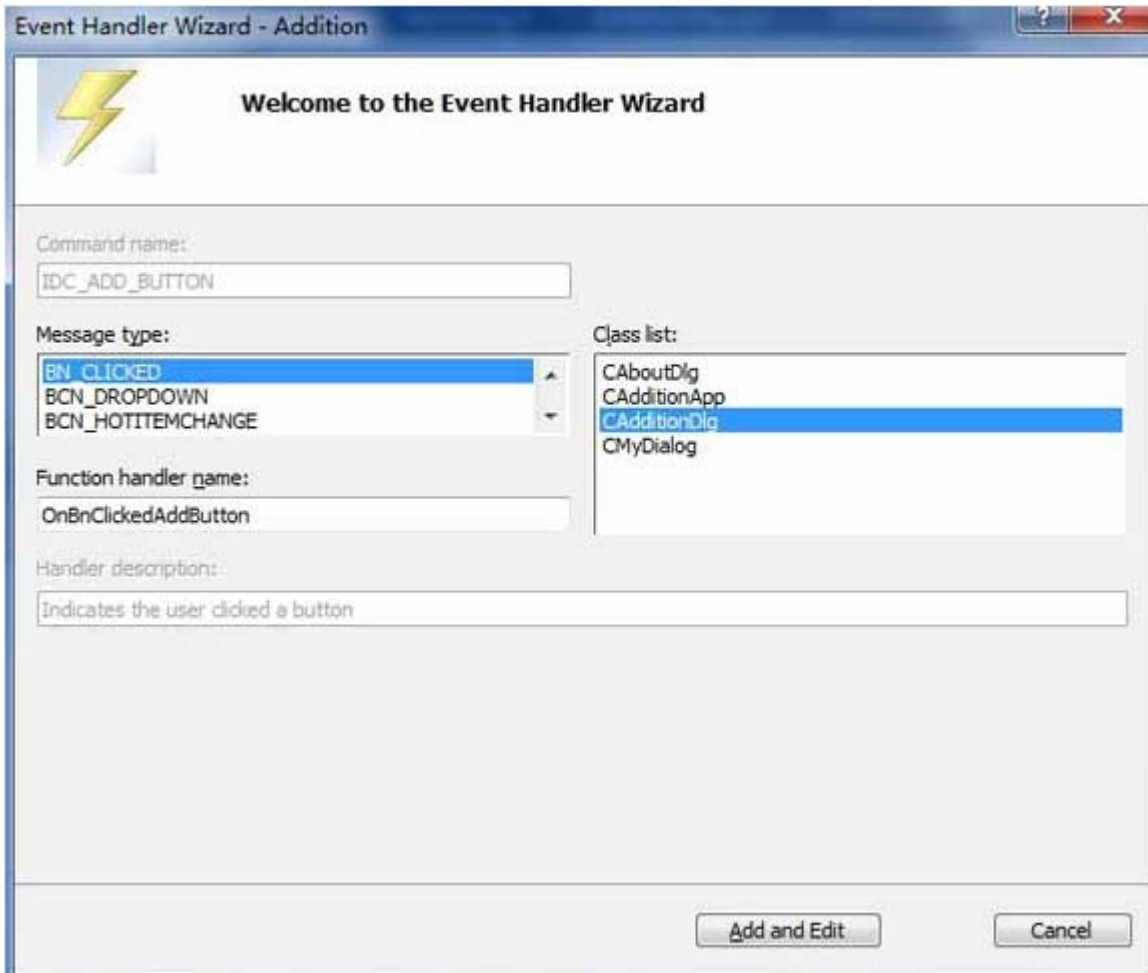 Event Handler Wizard - Addition
Welcome to the Event Handler Wizard
Command name:
IDC_ADD_BUTTON
Message type:
BN_CLICKED
BCN_DROPDOWN
BCN_HOTITEMCHANGE
Class list:
CAboutDlg
CAdditionApp
CAdditionDlg
CMyDialog
Function handler name:
OnBnClickedAddButton
Handler description:
Indicates the user clicked a button
Add and Edit
Cancel